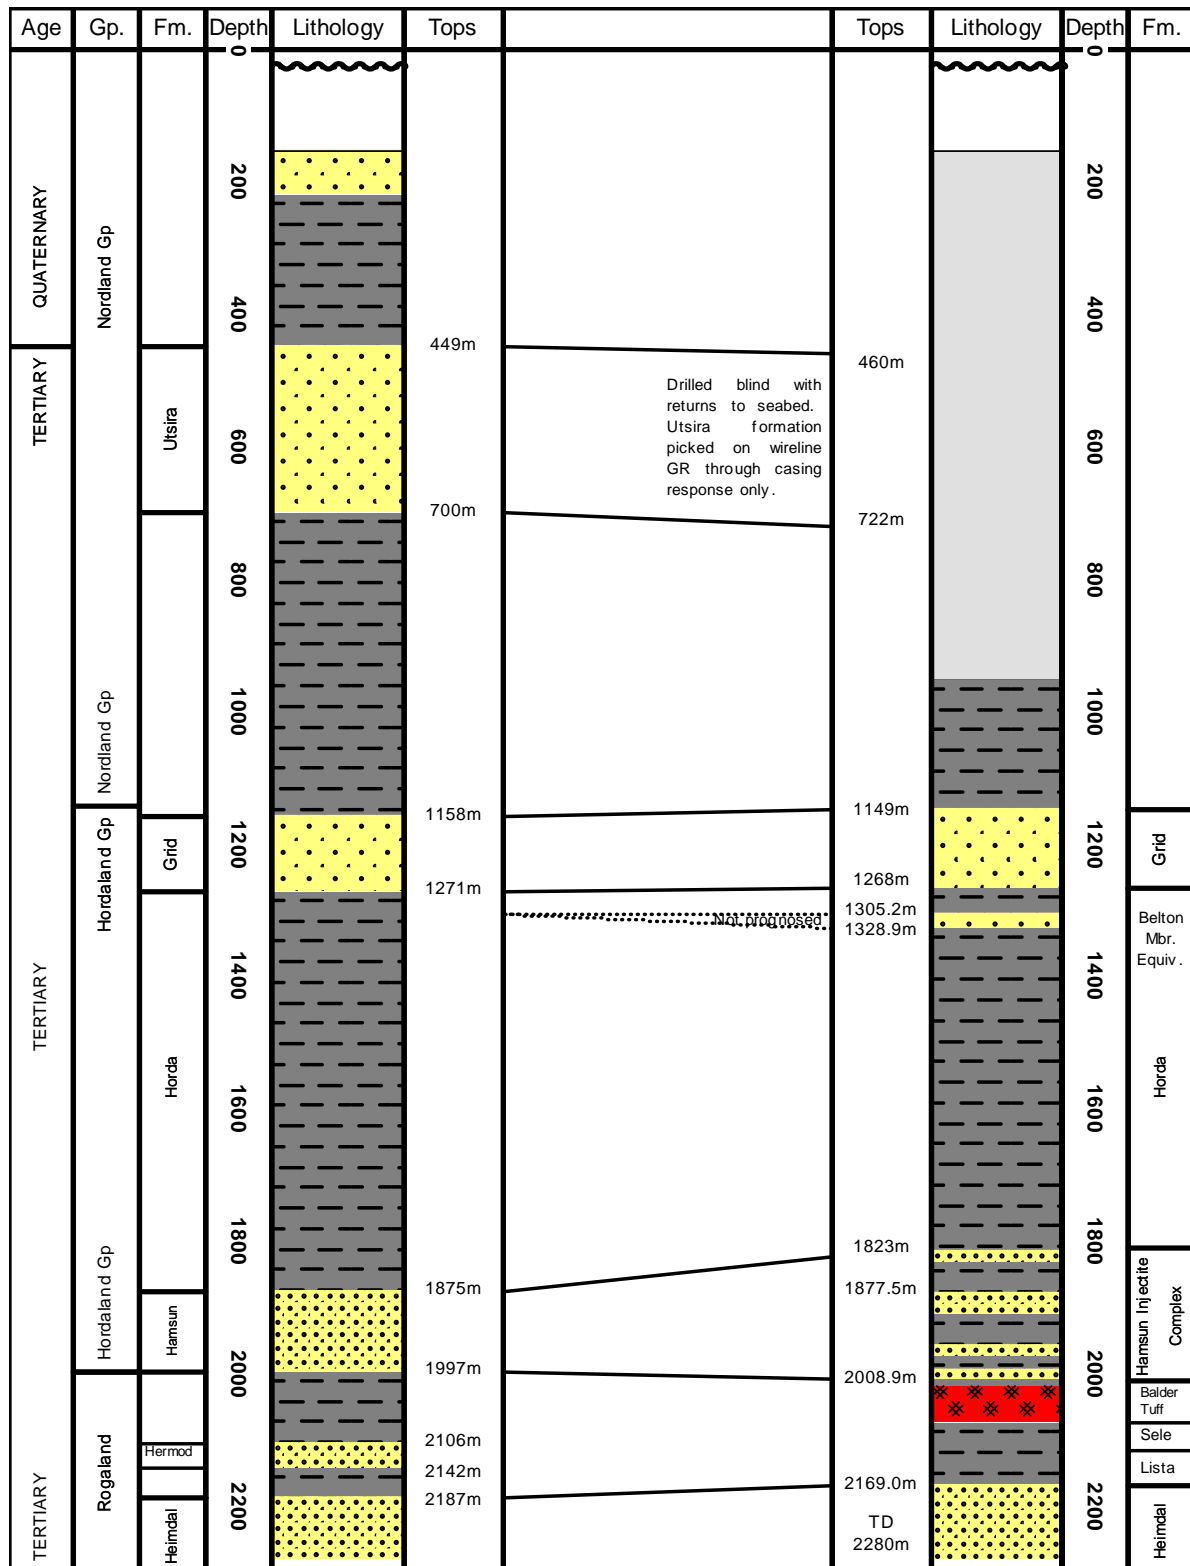 Age Gp. Fm. Depth Lithology Tops Tops Lithology Depth Fm.
0
0
200
200
QUATERNARY
Nordland Gp
400
400
449m
460m
TERTIARY
Utsira
Drilled blind with
returns to seabed.
Utsira formation
picked on wireline
GR through casing
response only.
600
600
700m
722m
800
800
Nordland Gp
1000
1000
1158m
1149m
Hordaland Gp
Grid
1200
1200
Grid
1271m
1268m
1305.2m
Not prognosed
1328.9m
Belton
Mbr.
Equiv.
1400
1400
TERTIARY
Horda
Horda
1600
1600
1800
1800
Hordaland Gp
1823m
1875m
1877.5m
Hamsun
Hamsun Injectite
Complex
1997m
2008.9m
2000
2000
Balder
Tuff
Rogaland
2106m
Sele
Hermod
2142m
Lista
2187m
2169.0m
2200
2200
TERTIARY
Heimdal
TD
2280m
Heimdal